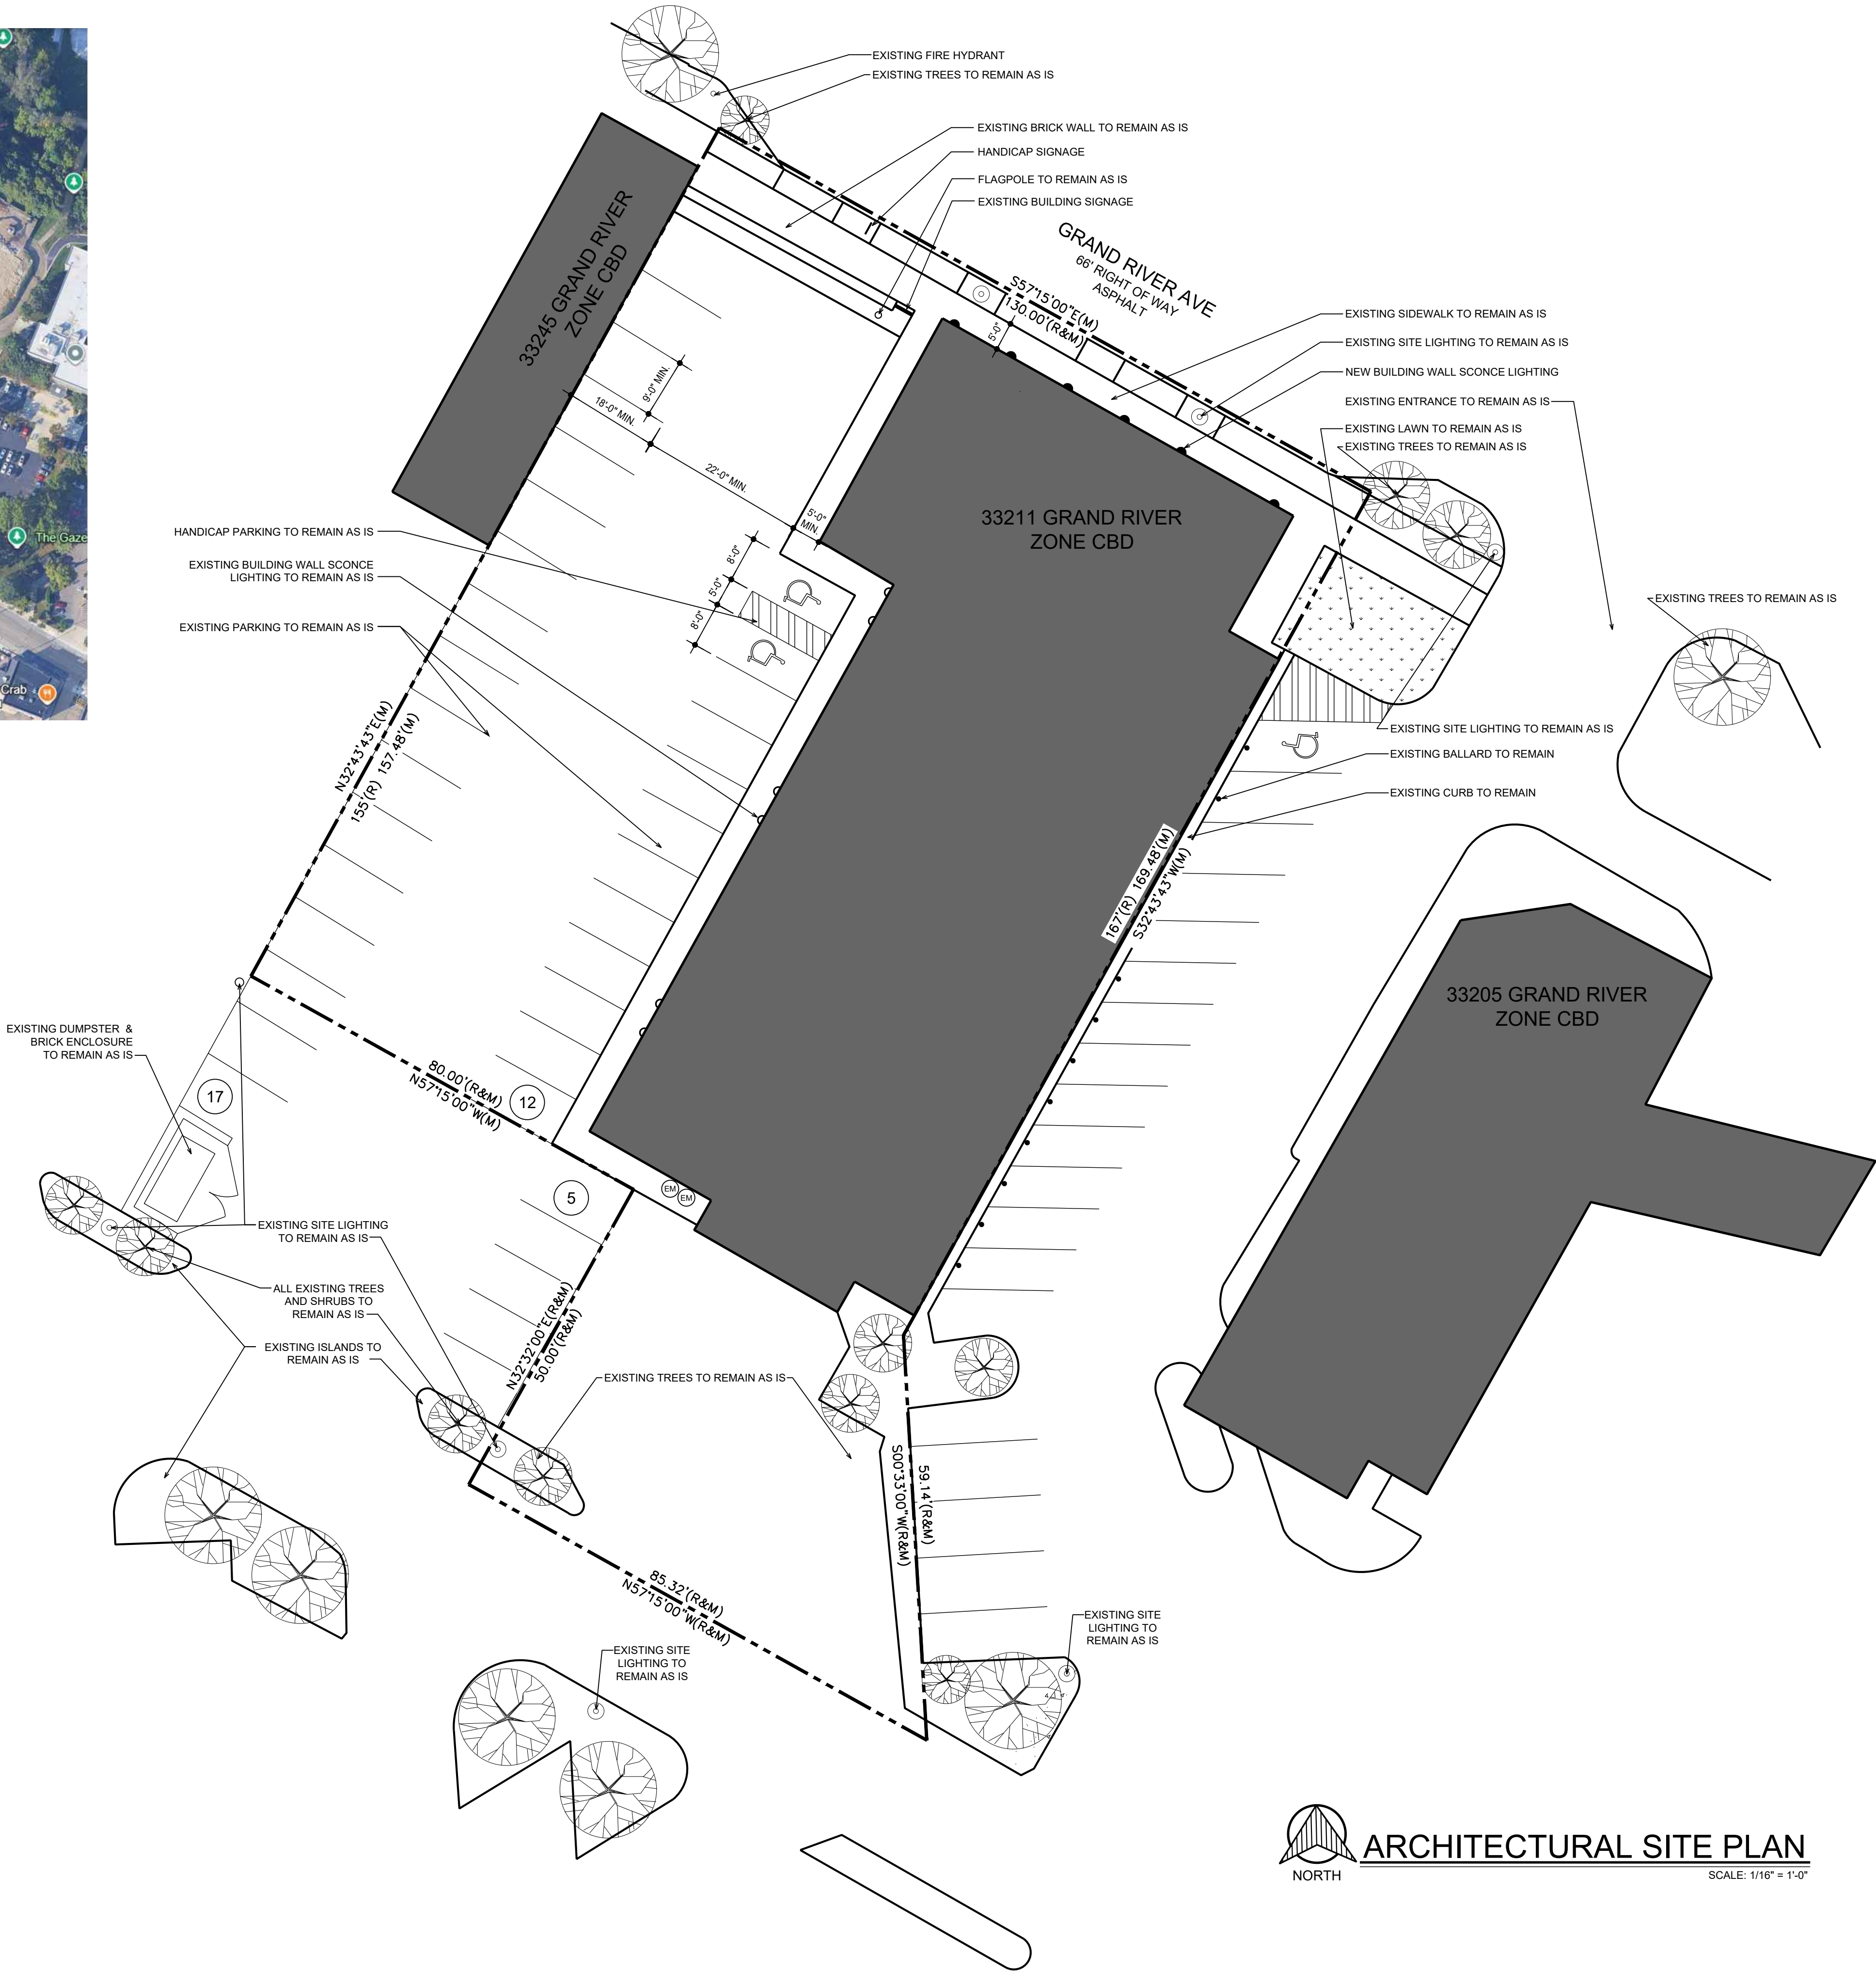 EXISTING FIRE HYDRANT
EXISTING TREES TO REMAIN AS IS
EXISTING BRICK WALL TO REMAIN AS IS
HANDICAP SIGNAGE
FLAGPOLE TO REMAIN AS IS
EXISTING BUILDING SIGNAGE
33245 GRAND RIVER
ZONE CBD
GRAND RIVER AVE
66' RIGHT OF WAY
ASPHALT
S57°15'00"E(M)
130.00'(R&M)
5'-0"
EXISTING SIDEWALK TO REMAIN AS IS
EXISTING SITE LIGHTING TO REMAIN AS IS
NEW BUILDING WALL SCONCE LIGHTING
EXISTING ENTRANCE TO REMAIN AS IS
EXISTING LAWN TO REMAIN AS IS
EXISTING TREES TO REMAIN AS IS
9'-0" MIN.
18'-0" MIN.
22'-0" MIN.
5'-0"
MIN.
33211 GRAND RIVER
ZONE CBD
The Gaze
HANDICAP PARKING TO REMAIN AS IS
EXISTING BUILDING WALL SCONCE
LIGHTING TO REMAIN AS IS
EXISTING PARKING TO REMAIN AS IS
8'-0"
5'-0"
8'-0"
EXISTING TREES TO REMAIN AS IS
Crab
N32°43'43"E(M)
155'(R) 157.48'(M)
EXISTING SITE LIGHTING TO REMAIN AS IS
EXISTING BALLARD TO REMAIN
EXISTING CURB TO REMAIN
167'(R) 169.48'(M)
S32°43'43"W(M)
33205 GRAND RIVER
ZONE CBD
EXISTING DUMPSTER &
BRICK ENCLOSURE
TO REMAIN AS IS
17
80.00'(R&M)
N57°15'00"W(M)
12
5
EM
EM
EXISTING SITE LIGHTING
TO REMAIN AS IS
ALL EXISTING TREES
AND SHRUBS TO
REMAIN AS IS
EXISTING ISLANDS TO
REMAIN AS IS
N32°32'00"E(R&M)
50.00'(R&M)
EXISTING TREES TO REMAIN AS IS
59.14'(R&M)
S00°33'00"W(R&M)
85.32'(R&M)
N57°15'00"W(R&M)
EXISTING SITE
LIGHTING TO
REMAIN AS IS
EXISTING SITE
LIGHTING TO
REMAIN AS IS
NORTH
ARCHITECTURAL SITE PLAN
SCALE: 1/16" = 1'-0"